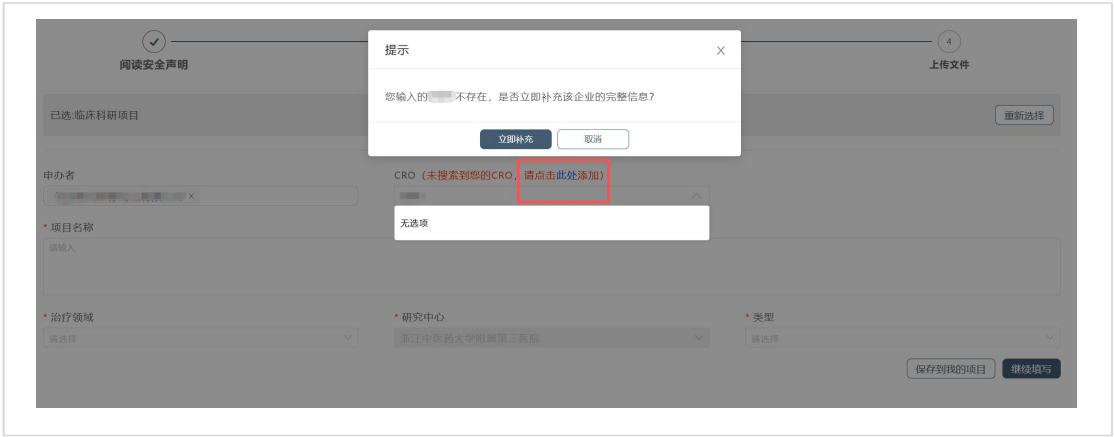 提示
您输入的 不存在，是否立即补充该企业的完整信息？
立即补充
取消
4
阅读安全声明
上传文件
已选:临床科研项目
重新选择
申办者
CRO（未搜索到您的CRO，请点击此处添加）
无选项
* 项目名称
请输入
* 治疗领域
* 研究中心
* 类型
请选择
浙江中医药大学附属第三医院
请选择
保存到我的项目
继续填写